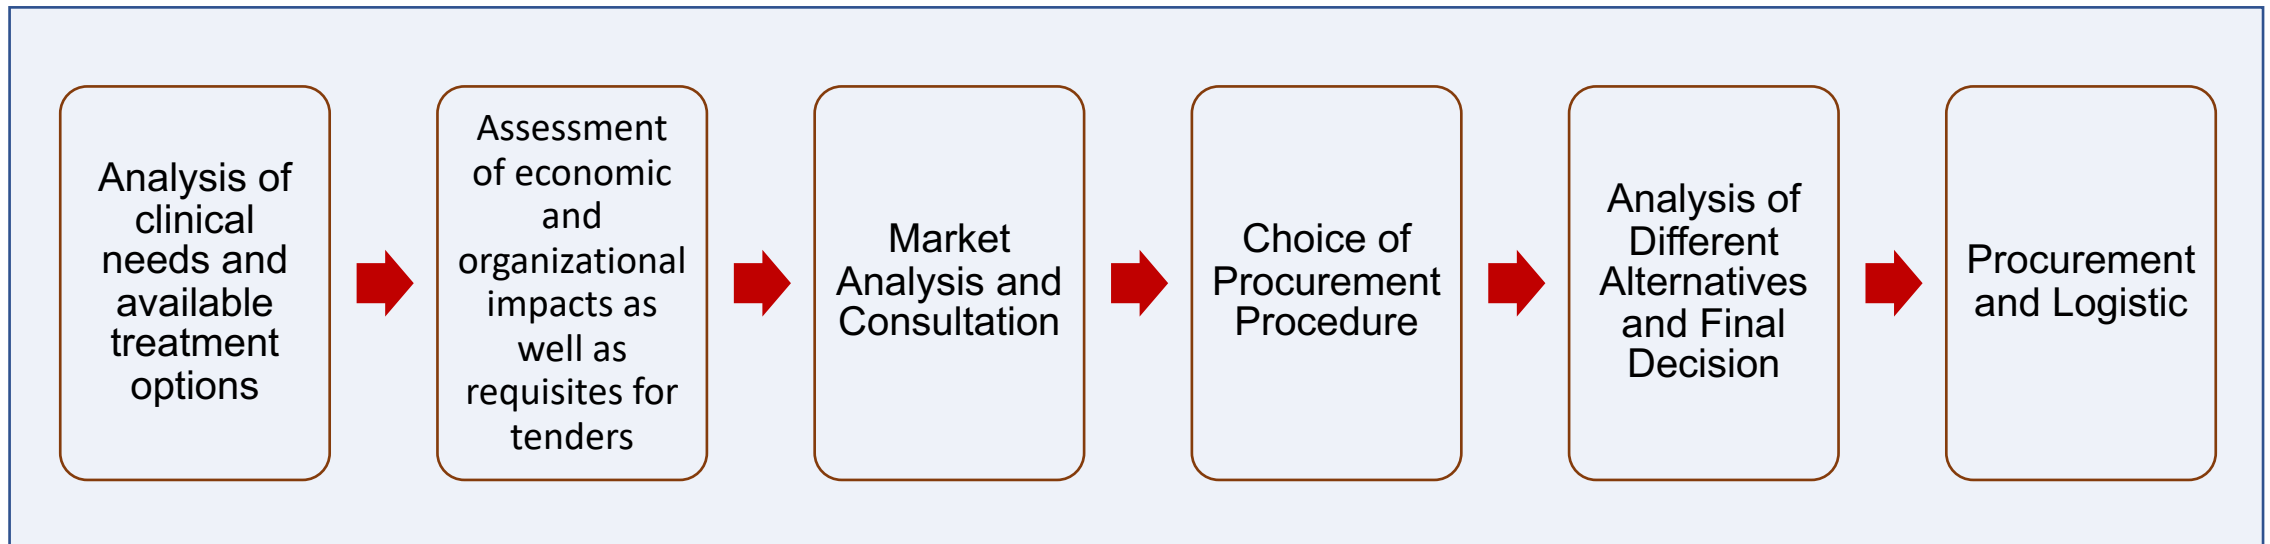 Analysis of
clinical
needs and
available
treatment
options
Assessment
of economic
and
organizational
impacts as
well as
requisites for
tenders
Market
Analysis and
Consultation
Choice of
Procurement
Procedure
Analysis of
Different
Alternatives
and Final
Decision
Procurement
and Logistic